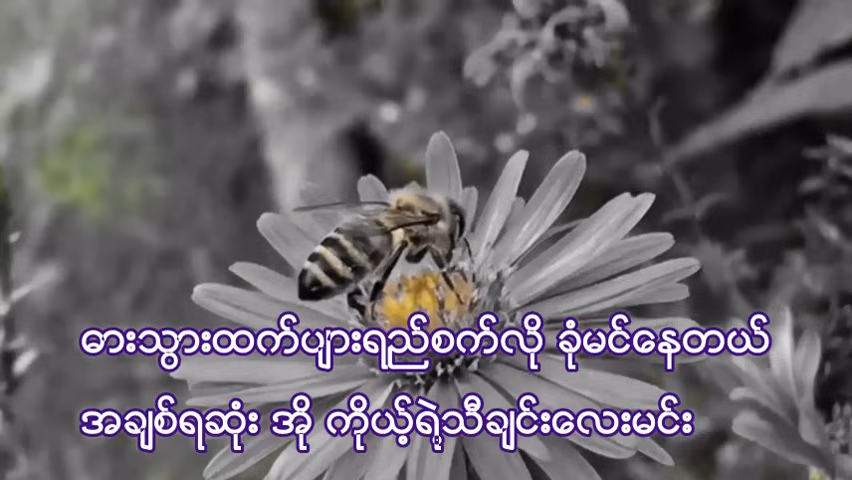 ဓားသွားထက်ပျားရည်စက်လို ခုံမင်နေတယ်
အချစ်ရဆုံး အို ကိုယ့်ရဲ့သီချင်းလေးမင်း